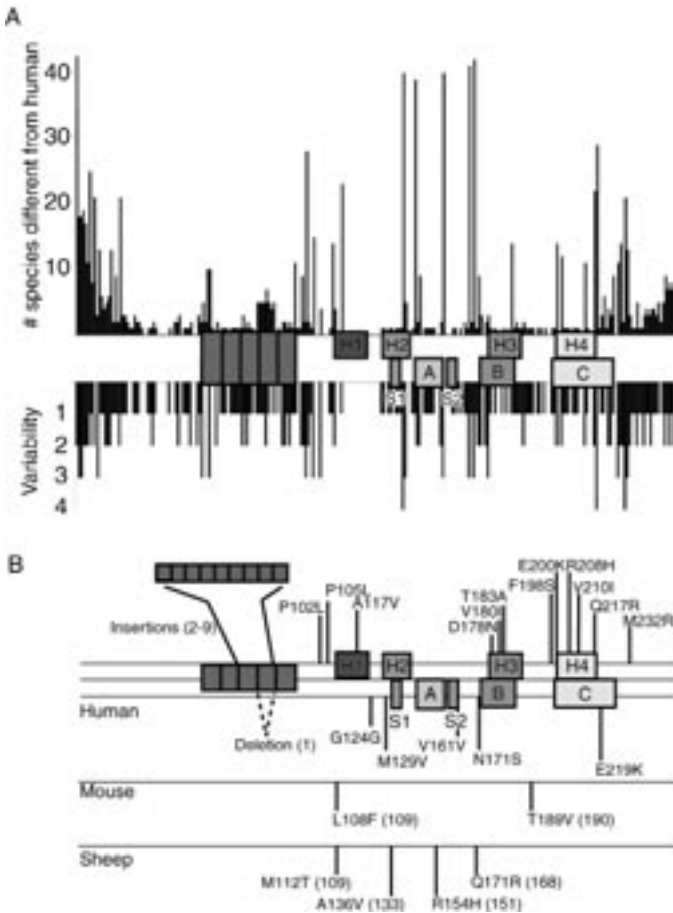 A
# species different from human
40
30
20
10
H1
H2
H3
H4
S1
A
S2
B
C
Variability
1
2
3
4
B
Insertions (2-9)
P102L
P105L
A117V
T183A
V180I
D178N
E200K
R208H
F198S
V210I
Q217R
M232R
H1
H2
H3
H4
S1
A
S2
B
C
Human
Deletion (1)
G124G
M129V
V161V
N171S
E219K
Mouse
L108F (109)
T189V (190)
Sheep
M112T (109)
A136V (133)
R154H (151)
Q171R (168)